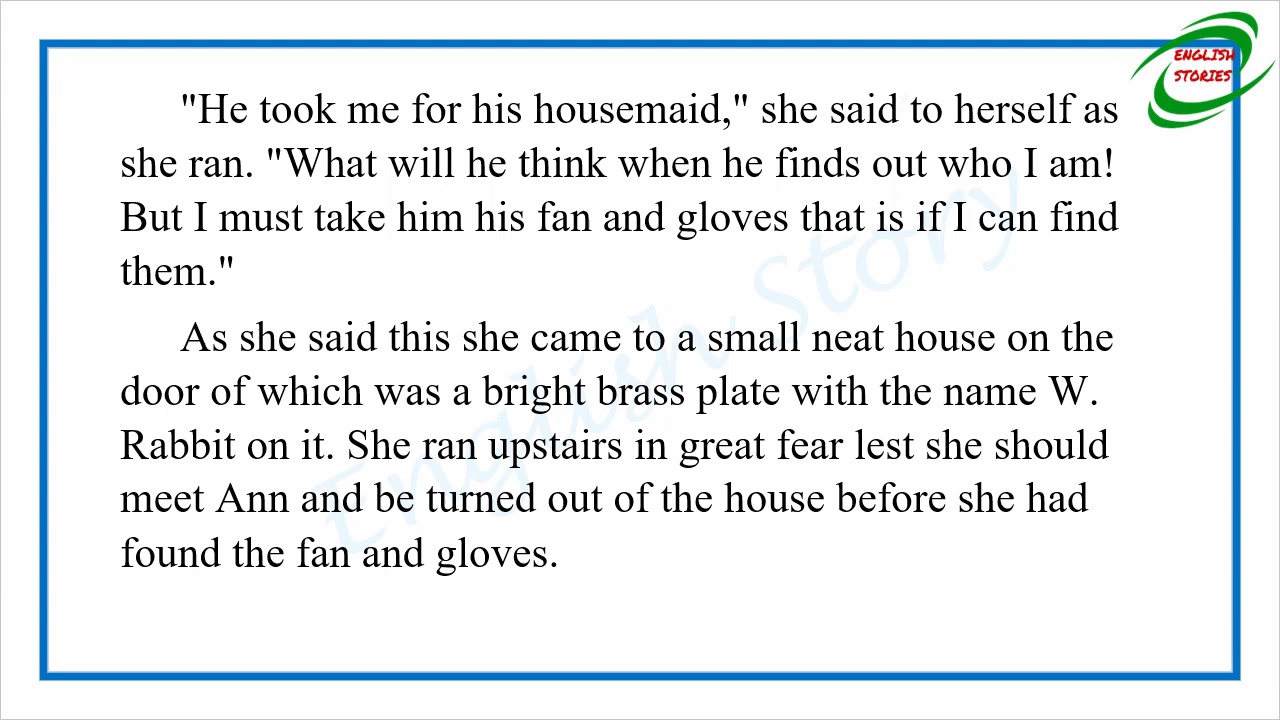 ENGLISH
STORIES
"He took me for his housemaid," she said to herself as
she ran. "What will he think when he finds out who I am!
But I must take him his fan and gloves that is if I can find
them."
As she said this she came to a small neat house on the
door of which was a bright brass plate with the name W.
Rabbit on it. She ran upstairs in great fear lest she should
meet Ann and be turned out of the house before she had
found the fan and gloves.
English Story